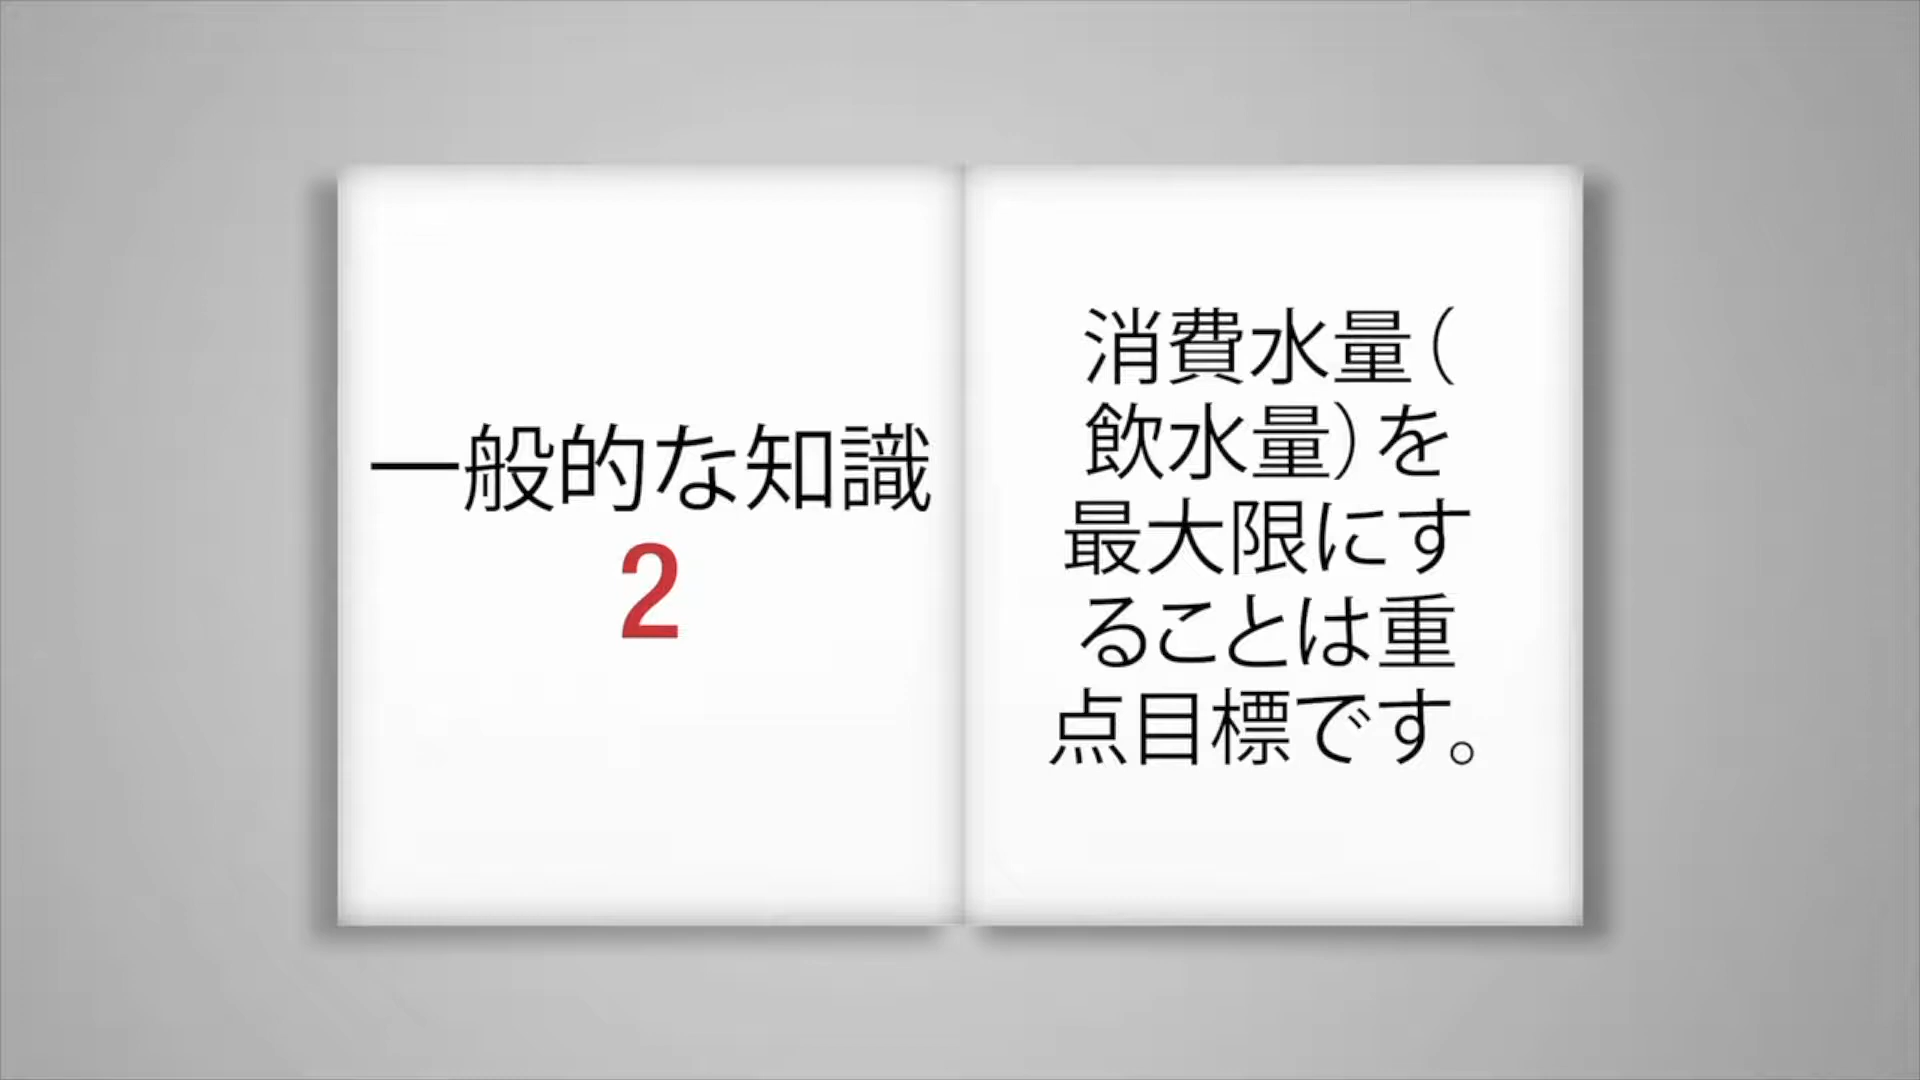 一般的な知識
2
消費水量（
飲水量）を
最大限にす
ることは重
点目標です。